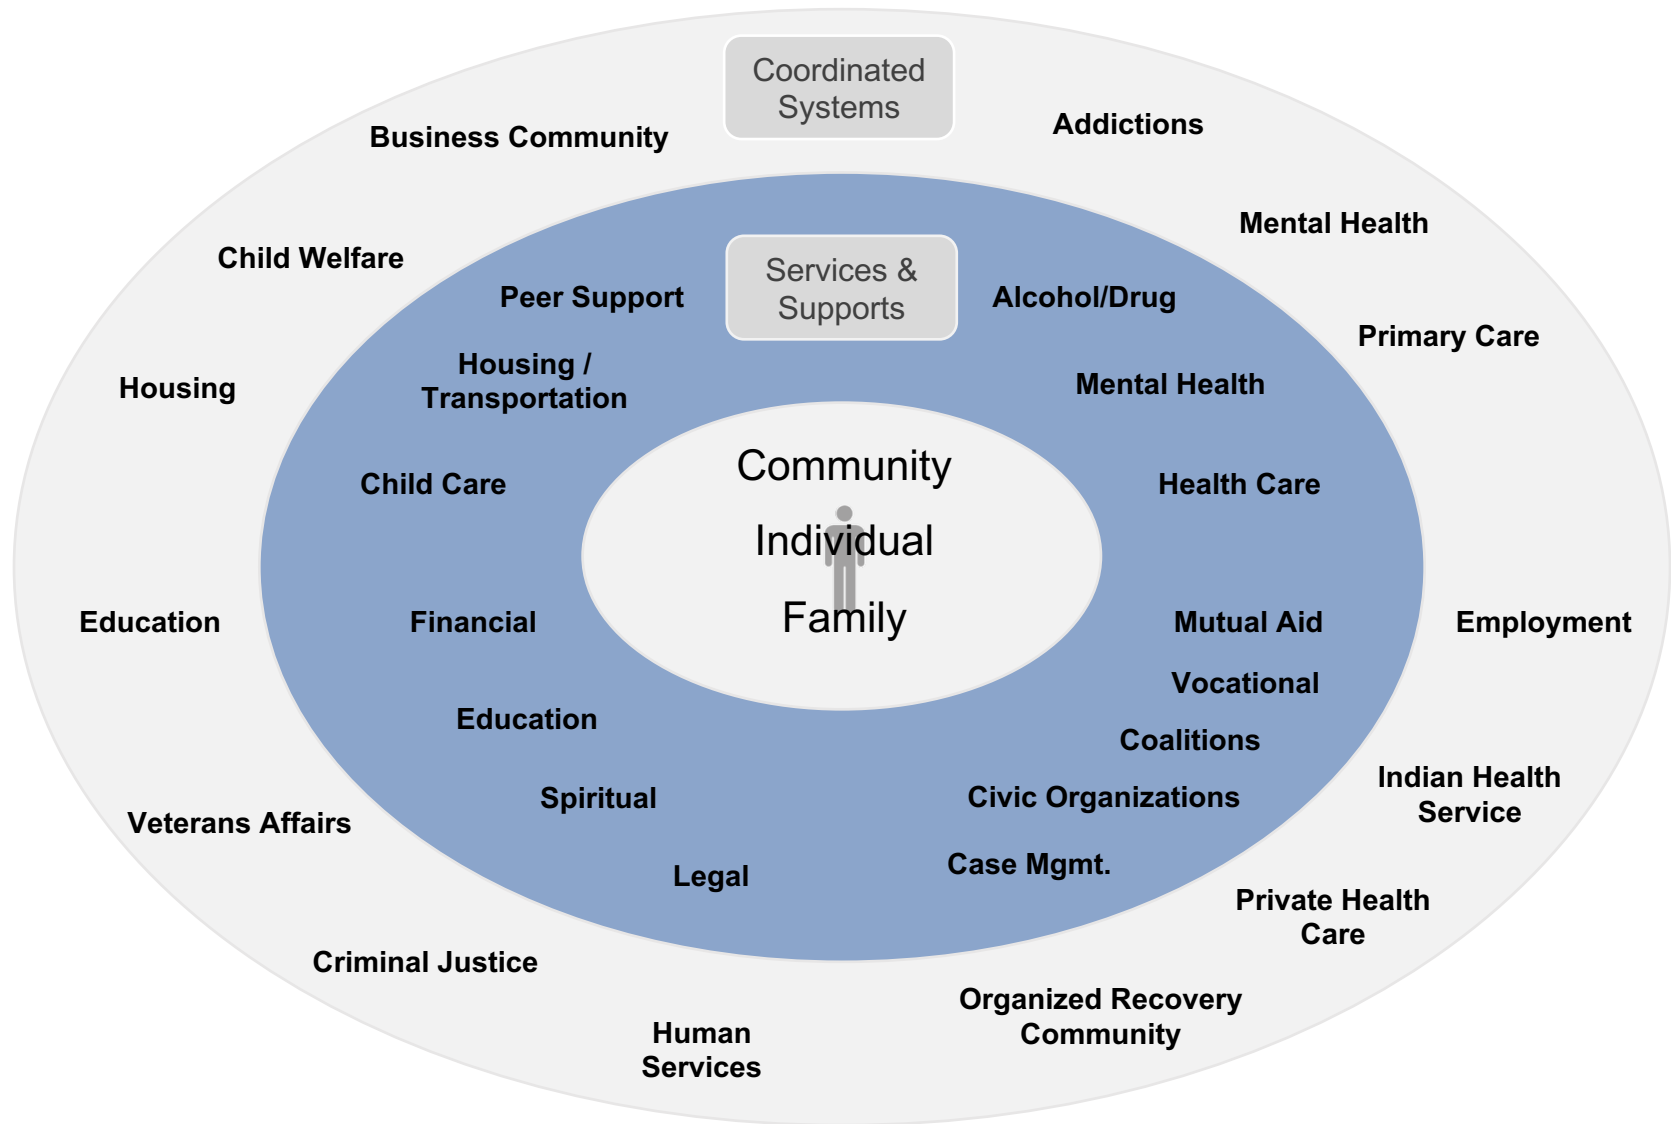 Coordinated
Systems
Business Community
Addictions
Mental Health
Child Welfare
Services &
Supports
Peer Support
Alcohol/Drug
Primary Care
Housing /
Transportation
Mental Health
Housing
Community
Child Care
Health Care
Individual
Family
Education
Financial
Mutual Aid
Employment
Vocational
Education
Coalitions
Indian Health
Service
Spiritual
Civic Organizations
Veterans Affairs
Legal
Case Mgmt.
Private Health
Care
Criminal Justice
Organized Recovery
Community
Human
Services